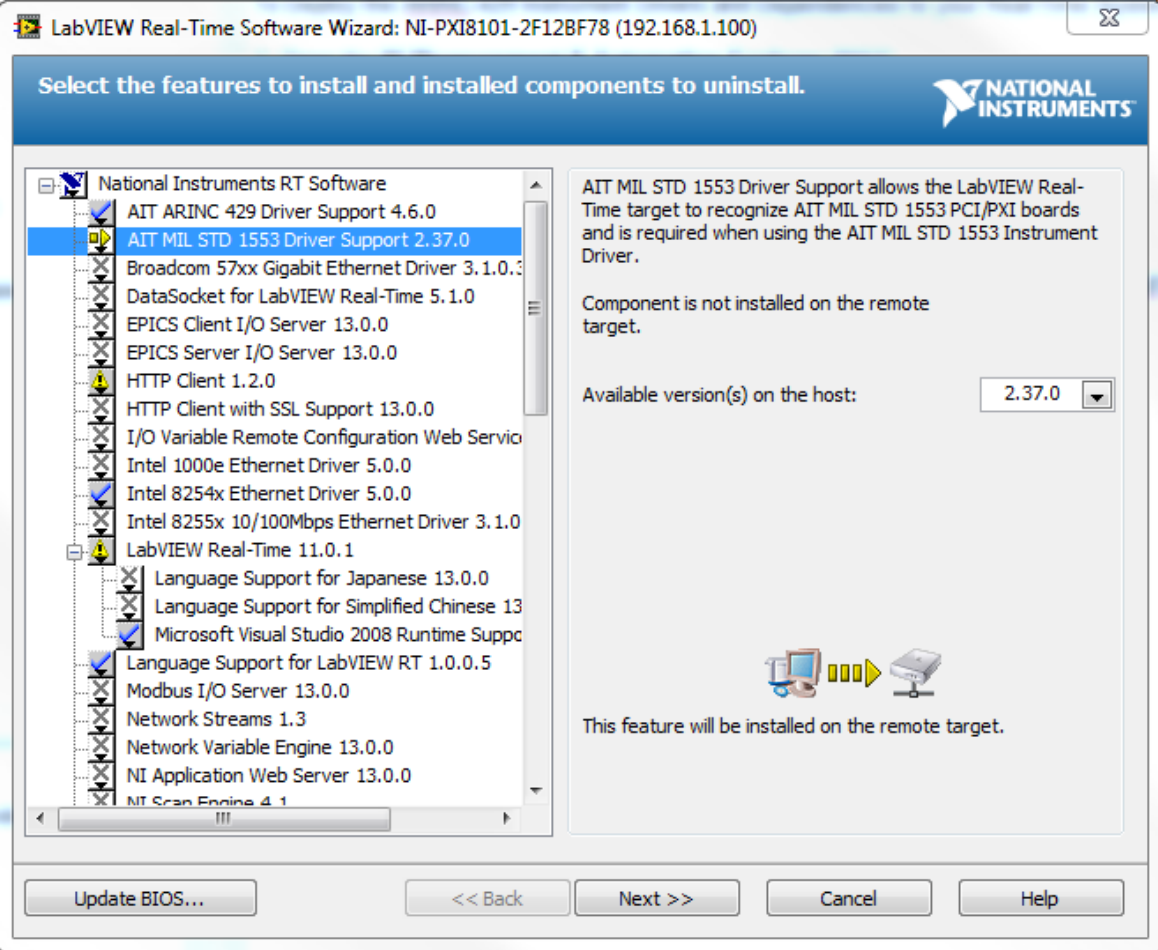 LabVIEW Real-Time Software Wizard: NI-PXI8101-2F12BF78 (192.168.1.100)
Select the features to install and installed components to uninstall.
NATIONAL
INSTRUMENTS
National Instruments RT Software
AIT ARINC 429 Driver Support 4.6.0
AIT MIL STD 1553 Driver Support 2.37.0
Broadcom 57xx Gigabit Ethernet Driver 3.1.0.3
DataSocket for LabVIEW Real-Time 5.1.0
EPICS Client I/O Server 13.0.0
EPICS Server I/O Server 13.0.0
HTTP Client 1.2.0
HTTP Client with SSL Support 13.0.0
I/O Variable Remote Configuration Web Servic
Intel 1000e Ethernet Driver 5.0.0
Intel 8254x Ethernet Driver 5.0.0
Intel 8255x 10/100Mbps Ethernet Driver 3.1.0
LabVIEW Real-Time 11.0.1
Language Support for Japanese 13.0.0
Language Support for Simplified Chinese 13
Microsoft Visual Studio 2008 Runtime Suppo
Language Support for LabVIEW RT 1.0.0.5
Modbus I/O Server 13.0.0
Network Streams 1.3
Network Variable Engine 13.0.0
NI Application Web Server 13.0.0
NI Scan Engine 4.1
AIT MIL STD 1553 Driver Support allows the LabVIEW Real-
Time target to recognize AIT MIL STD 1553 PCI/PXI boards
and is required when using the AIT MIL STD 1553 Instrument
Driver.
Component is not installed on the remote
target.
Available version(s) on the host:
2.37.0
This feature will be installed on the remote target.
Update BIOS...
<< Back
Next >>
Cancel
Help